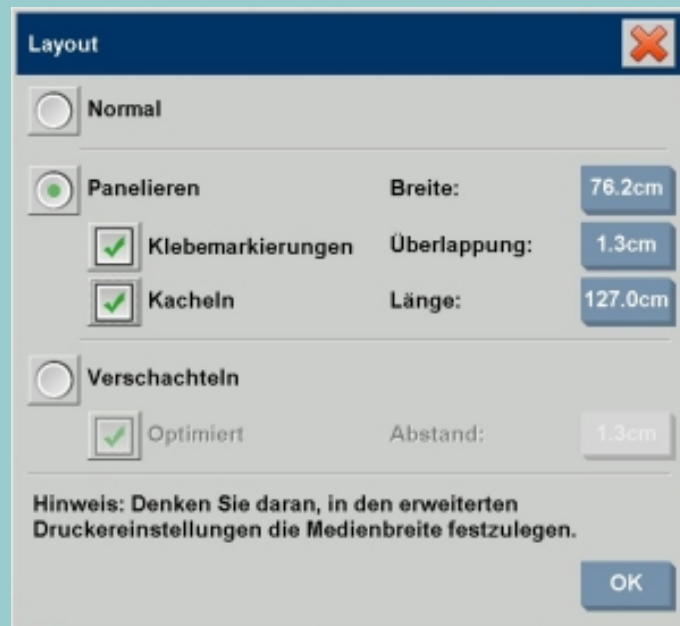 Layout
Normal
Panelieren Breite: 76.2cm
Klebemarkierungen Überlappung: 1.3cm
Kacheln Länge: 127.0cm
Verschachteln
Optimiert Abstand: 1.3cm
Hinweis: Denken Sie daran, in den erweiterten
Druckereinstellungen die Medienbreite festzulegen.
OK